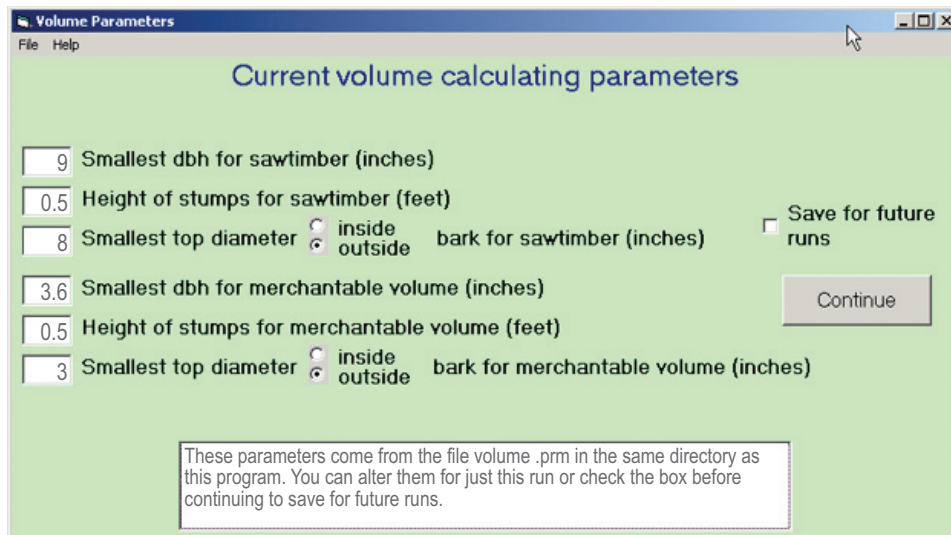 Volume Parameters
File Help
Current volume calculating parameters
9 Smallest dbh for sawtimber (inches)
0.5 Height of stumps for sawtimber (feet)
8 Smallest top diameter inside outside bark for sawtimber (inches)
Save for future runs
3.6 Smallest dbh for merchantable volume (inches)
Continue
0.5 Height of stumps for merchantable volume (feet)
3 Smallest top diameter inside outside bark for merchantable volume (inches)
These parameters come from the file volume .prm in the same directory as
this program. You can alter them for just this run or check the box before
continuing to save for future runs.